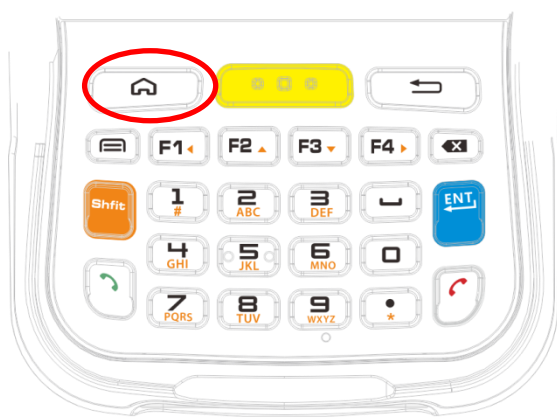 F1 F2 F3 F4
Shfit 1 # 2 ABC 3 DEF ENT
4 GHI 5 JKL 6 MNO 0
7 PQRS 8 TUV 9 WXYZ . *